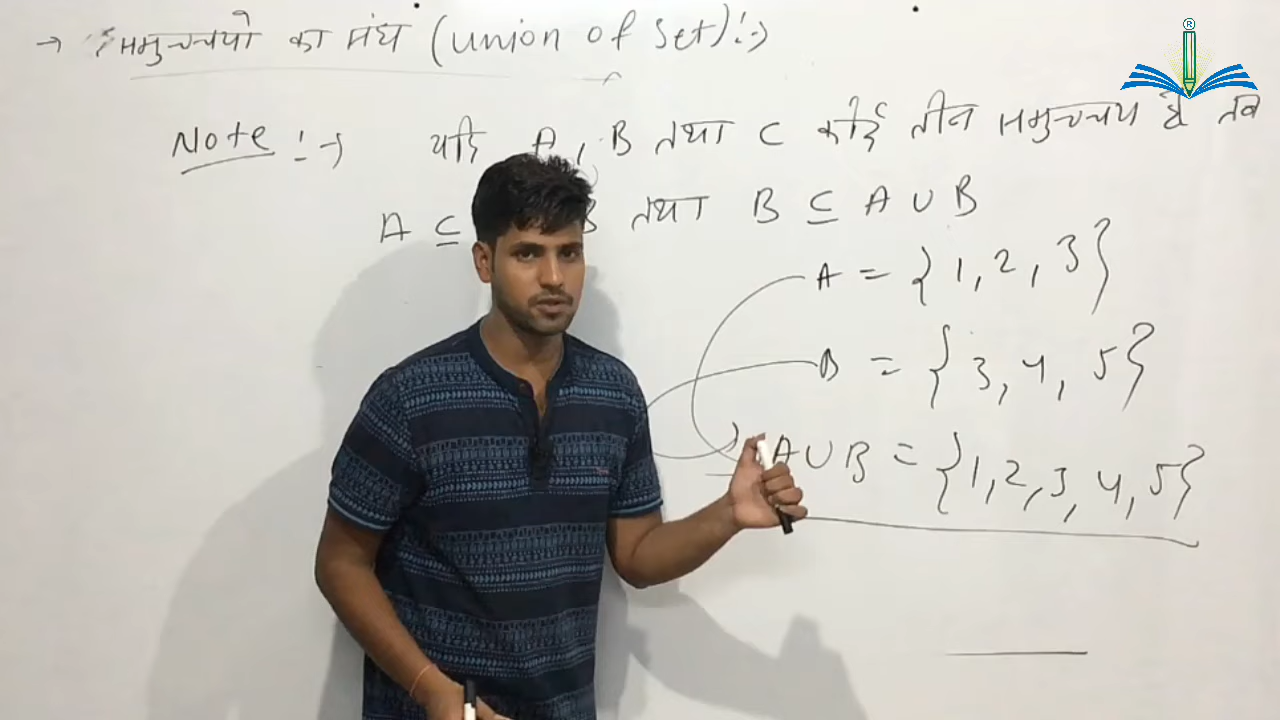 → समुच्चयो का संघ (union of Set):->
Note :-> यदि A, B तथा C कोई तीन समुच्चय है तब
A ⊆ B तथा B ⊆ A ∪ B
A = {1, 2, 3}
B = {3, 4, 5}
A ∪ B = {1, 2, 3, 4, 5}
®